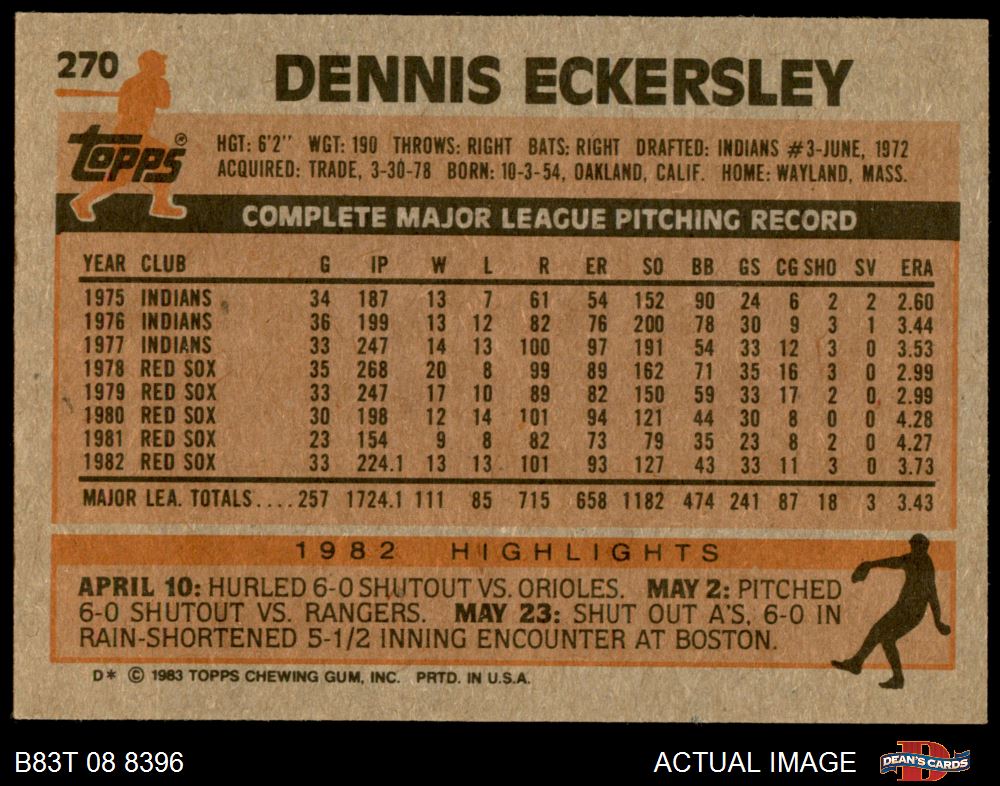 270
DENNIS ECKERSLEY
Topps®
HGT: 6'2" WGT: 190 THROWS: RIGHT BATS: RIGHT DRAFTED: INDIANS #3-JUNE, 1972
ACQUIRED: TRADE, 3-30-78 BORN: 10-3-54, OAKLAND, CALIF. HOME: WAYLAND, MASS.
COMPLETE MAJOR LEAGUE PITCHING RECORD
YEAR CLUB G IP W L R ER SO BB GS CG SHO SV ERA
1975 INDIANS 34 187 13 7 61 54 152 90 24 6 2 2 2.60
1976 INDIANS 36 199 13 12 82 76 200 78 30 9 3 1 3.44
1977 INDIANS 33 247 14 13 100 97 191 54 33 12 3 0 3.53
1978 RED SOX 35 268 20 8 99 89 162 71 35 16 3 0 2.99
1979 RED SOX 33 247 17 10 89 82 150 59 33 17 2 0 2.99
1980 RED SOX 30 198 12 14 101 94 121 44 30 8 0 0 4.28
1981 RED SOX 23 154 9 8 82 73 79 35 23 8 2 0 4.27
1982 RED SOX 33 224.1 13 13 101 93 127 43 33 11 3 0 3.73
MAJOR LEA. TOTALS.... 257 1724.1 111 85 715 658 1182 474 241 87 18 3 3.43
1982 HIGHLIGHTS
APRIL 10: HURLED 6-0 SHUTOUT VS. ORIOLES. MAY 2: PITCHED
6-0 SHUTOUT VS. RANGERS. MAY 23: SHUT OUT A'S, 6-0 IN
RAIN-SHORTENED 5-1/2 INNING ENCOUNTER AT BOSTON.
D* © 1983 TOPPS CHEWING GUM, INC. PRTD. IN U.S.A.
B83T 08 8396
ACTUAL IMAGE
D
DEAN'S CARDS